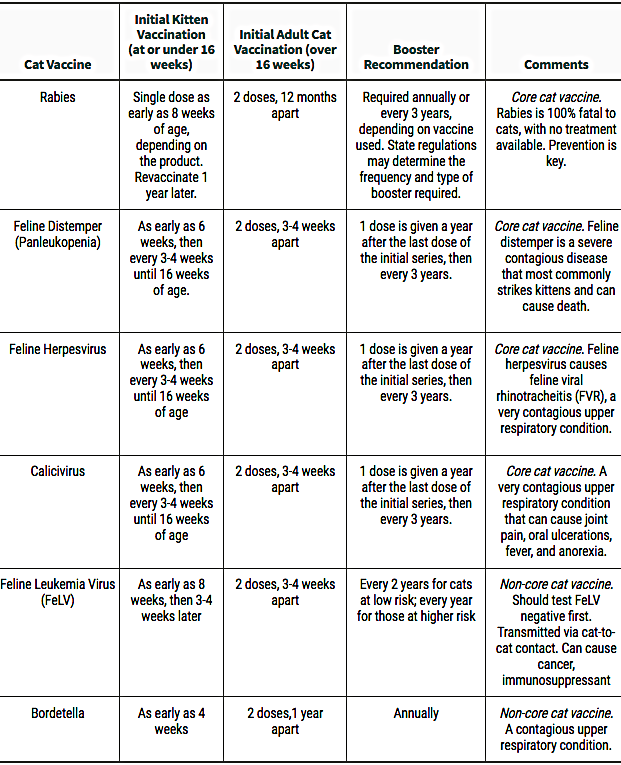 Cat Vaccine
Initial Kitten
Vaccination
(at or under 16
weeks)
Initial Adult Cat
Vaccination (over
16 weeks)
Booster
Recommendation
Comments
Rabies
Single dose as
early as 8 weeks
of age,
depending on
the product.
Revaccinate 1
year later.
2 doses, 12 months
apart
Required annually or
every 3 years,
depending on vaccine
used. State regulations
may determine the
frequency and type of
booster required.
Core cat vaccine.
Rabies is 100% fatal to
cats, with no treatment
available. Prevention is
key.
Feline Distemper
(Panleukopenia)
As early as 6
weeks, then
every 3-4 weeks
until 16 weeks
of age.
2 doses, 3-4 weeks
apart
1 dose is given a year
after the last dose of
the initial series, then
every 3 years.
Core cat vaccine. Feline
distemper is a severe
contagious disease
that most commonly
strikes kittens and can
cause death.
Feline Herpesvirus
As early as 6
weeks, then
every 3-4 weeks
until 16 weeks
of age
2 doses, 3-4 weeks
apart
1 dose is given a year
after the last dose of
the initial series, then
every 3 years.
Core cat vaccine. Feline
herpesvirus causes
feline viral
rhinotracheitis (FVR), a
very contagious upper
respiratory condition.
Calicivirus
As early as 6
weeks, then
every 3-4 weeks
until 16 weeks
of age
2 doses, 3-4 weeks
apart
1 dose is given a year
after the last dose of
the initial series, then
every 3 years.
Core cat vaccine. A
very contagious upper
respiratory condition
that can cause joint
pain, oral ulcerations,
fever, and anorexia.
Feline Leukemia Virus
(FeLV)
As early as 8
weeks, then 3-4
weeks later
2 doses, 3-4 weeks
apart
Every 2 years for cats
at low risk; every year
for those at higher risk
Non-core cat vaccine.
Should test FeLV
negative first.
Transmitted via cat-to-
cat contact. Can cause
cancer,
immunosuppressant
Bordetella
As early as 4
weeks
2 doses,1 year
apart
Annually
Non-core cat vaccine.
A contagious upper
respiratory condition.